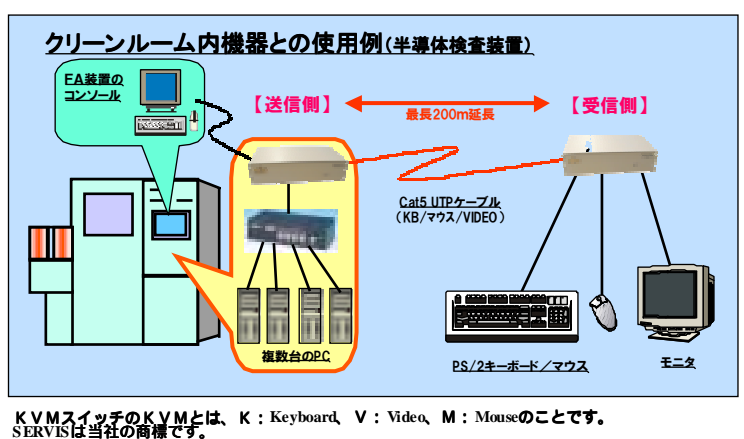 クリーンルーム内機器との使用例(半導体検査装置)
FA装置の
コンソール
【送信側】
最長200m延長
【受信側】
Cat5 UTPケーブル
(KB/マウス/VIDEO)
複数台のPC
PS/2キーボード/マウス
モニタ
KVMスイッチのKVMとは、K:Keyboard、V:Video、M:Mouseのことです。
SERVISは当社の商標です。